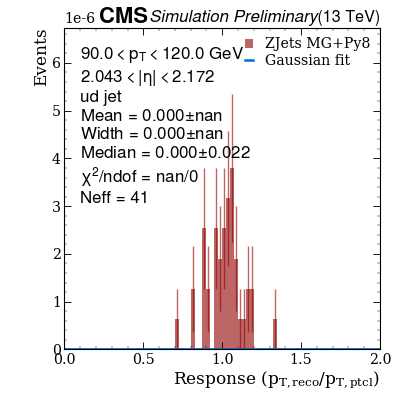 1e-6 CMS Simulation Preliminary (13 TeV)
Events
ZJets MG+Py8
Gaussian fit
90.0 < p_T < 120.0 GeV
2.043 < |η| < 2.172
ud jet
Mean = 0.000±nan
Width = 0.000±nan
Median = 0.000±0.022
χ²/ndof = nan/0
Neff = 41
6
5
4
3
2
1
0
0.0 0.5 1.0 1.5 2.0
Response (p_T,reco/p_T,ptcl)